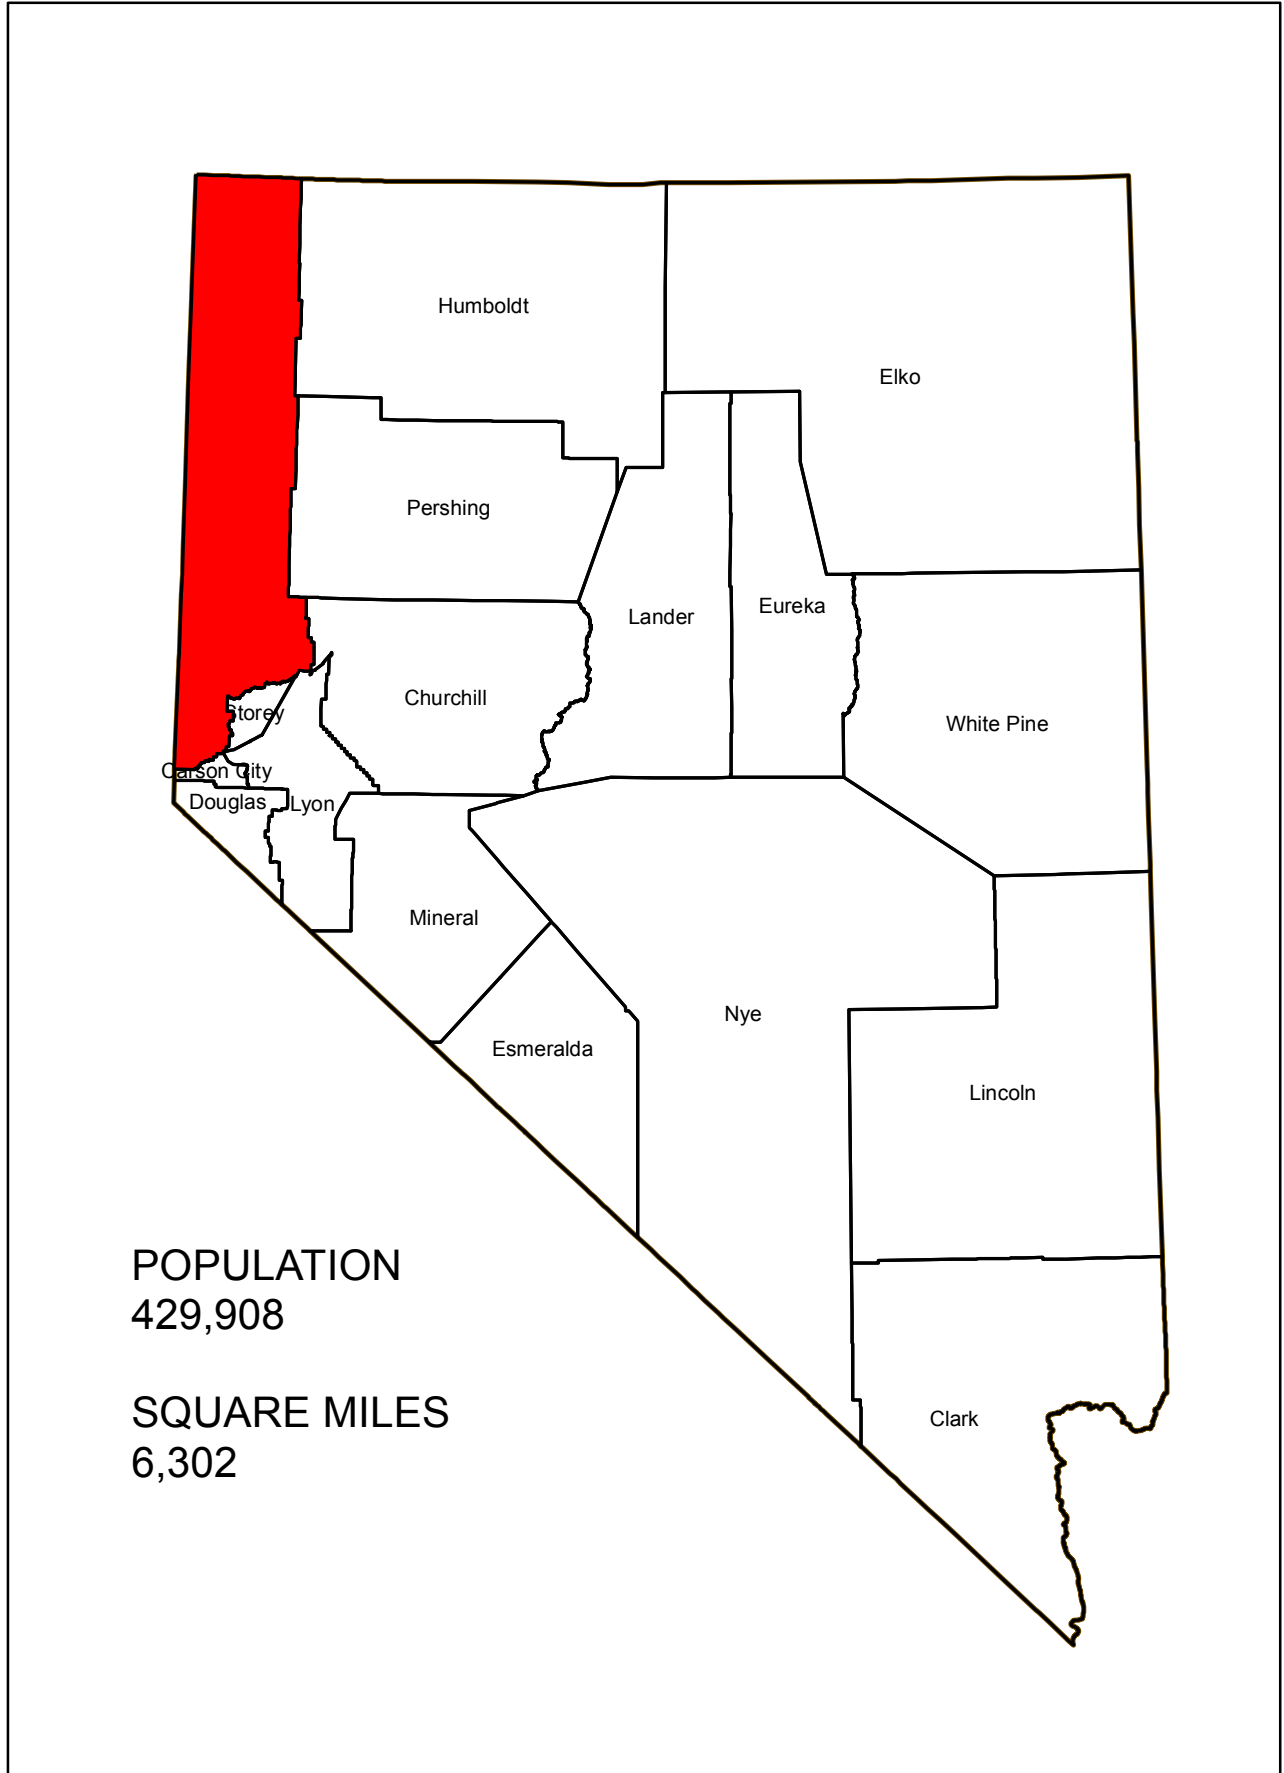 Humboldt
Elko
Pershing
Eureka
Lander
Churchill
Storey
White Pine
Carson City
Douglas
Lyon
Mineral
Nye
Esmeralda
Lincoln
POPULATION
429,908
SQUARE MILES
6,302
Clark